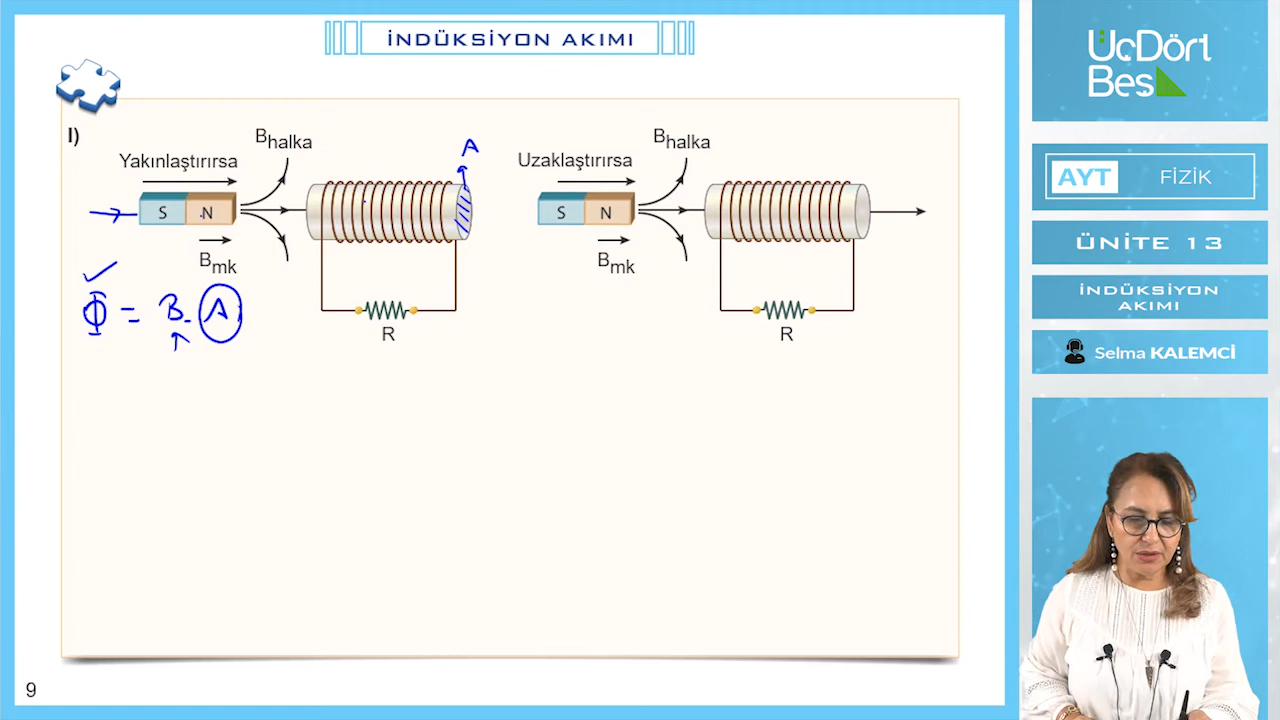 İNDÜKSİYON AKIMI
I)
Yakınlaştırırsa
Bhalka
A
S N
Bmk
Φ = B. A
R
Uzaklaştırırsa
Bhalka
S N
Bmk
R
9
ÜçDört
Beş
AYT FİZİK
ÜNİTE 13
İNDÜKSİYON
AKIMI
Selma KALEMCİ